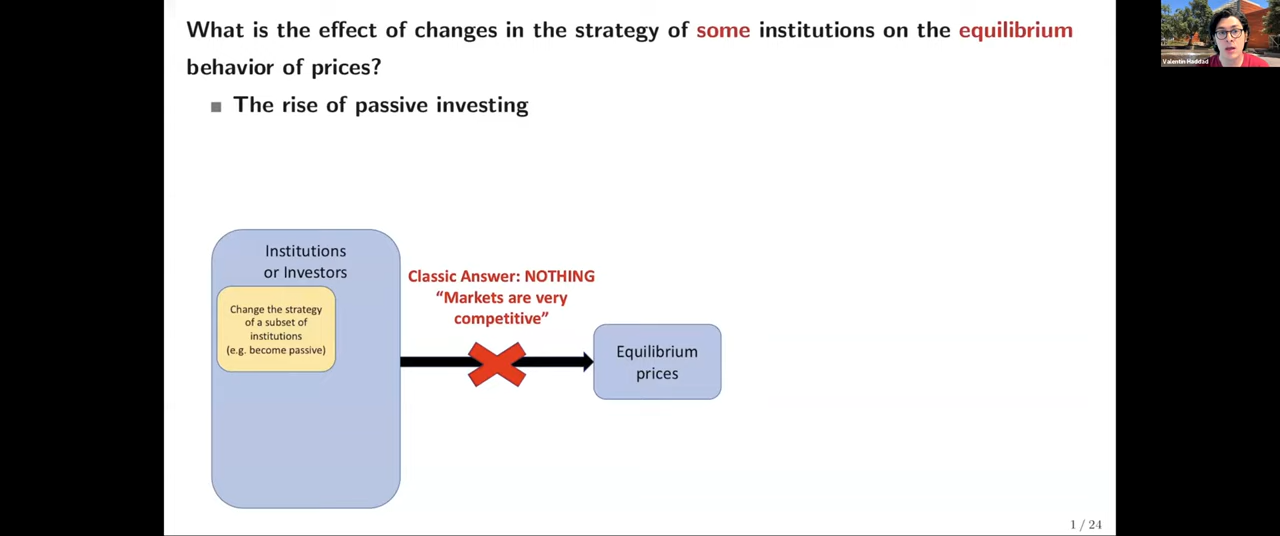 What is the effect of changes in the strategy of some institutions on the equilibrium
behavior of prices?
The rise of passive investing
Institutions
or Investors
Change the strategy
of a subset of
institutions
(e.g. become passive)
Classic Answer: NOTHING
“Markets are very
competitive”
Equilibrium
prices
1 / 24
Valentin Haddad